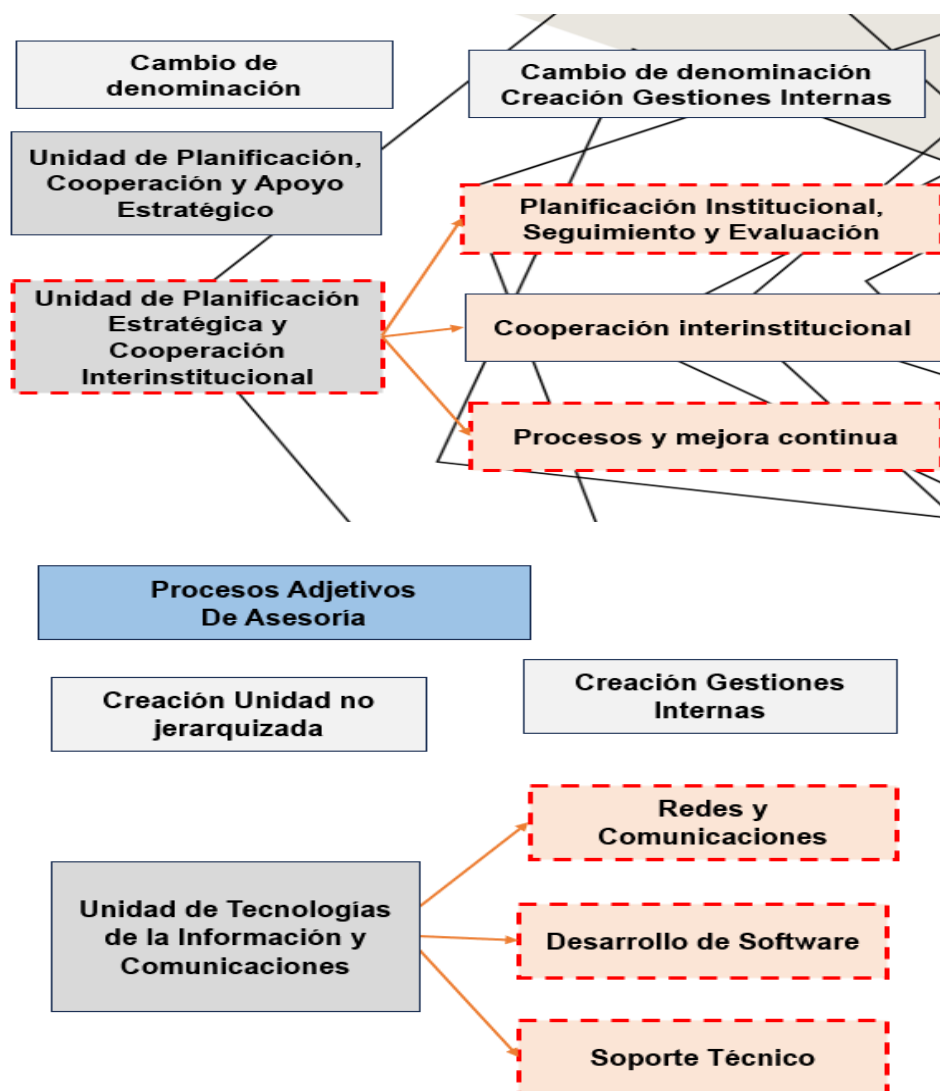 Cambio de
denominación
Cambio de denominación
Creación Gestiones Internas
Unidad de Planificación,
Cooperación y Apoyo
Estratégico
Unidad de Planificación
Estratégica y
Cooperación
Interinstitucional
Planificación Institucional,
Seguimiento y Evaluación
Cooperación interinstitucional
Procesos y mejora continua
Procesos Adjetivos
De Asesoría
Creación Unidad no
jerarquizada
Creación Gestiones
Internas
Unidad de Tecnologías
de la Información y
Comunicaciones
Redes y
Comunicaciones
Desarrollo de Software
Soporte Técnico